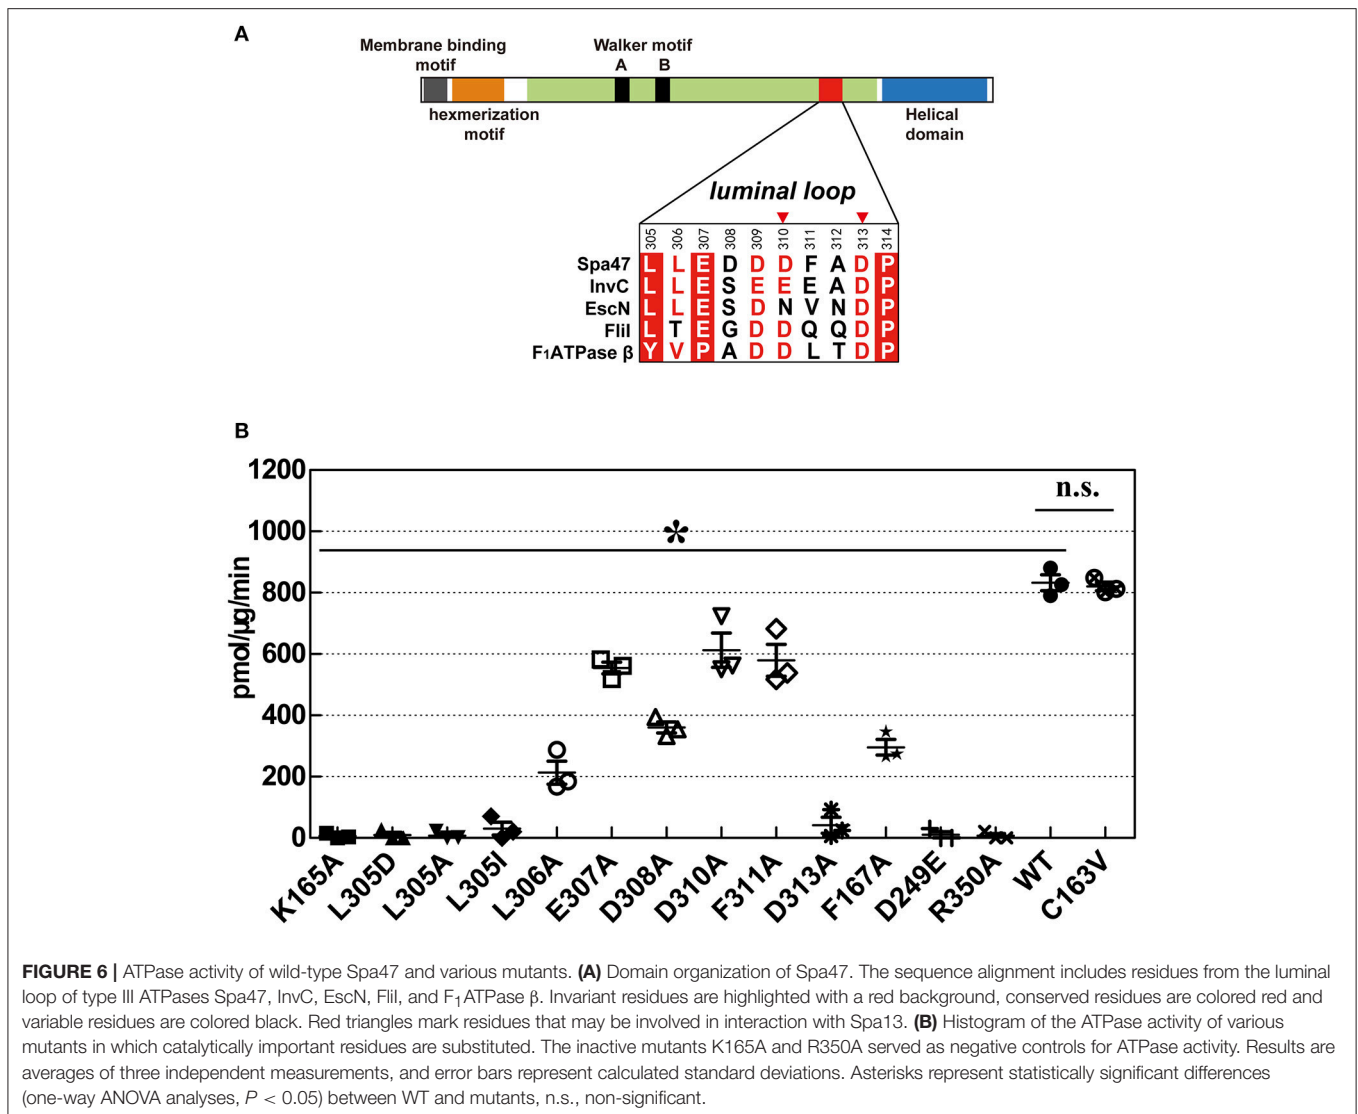 A
Membrane binding motif
Walker motif
A B
hexmerization motif
Helical domain
luminal loop
305 306 307 308 309 310 311 312 313 314
Spa47 L L E D D D F A D P
InvC L L E S E E E A D P
EscN L L E S D N V N D P
FliI L T E G D D Q Q D P
F₁ATPase β Y V P A D D L T D P
B
pmol/µg/min
1200
1000
800
600
400
200
0
*
n.s.
K165A L305D L305A L305I L306A E307A D308A D310A F311A D313A F167A D249E R350A WT C163V
FIGURE 6 | ATPase activity of wild-type Spa47 and various mutants. (A) Domain organization of Spa47. The sequence alignment includes residues from the luminal
loop of type III ATPases Spa47, InvC, EscN, FliI, and F₁ATPase β. Invariant residues are highlighted with a red background, conserved residues are colored red and
variable residues are colored black. Red triangles mark residues that may be involved in interaction with Spa13. (B) Histogram of the ATPase activity of various
mutants in which catalytically important residues are substituted. The inactive mutants K165A and R350A served as negative controls for ATPase activity. Results are
averages of three independent measurements, and error bars represent calculated standard deviations. Asterisks represent statistically significant differences
(one-way ANOVA analyses, P < 0.05) between WT and mutants, n.s., non-significant.